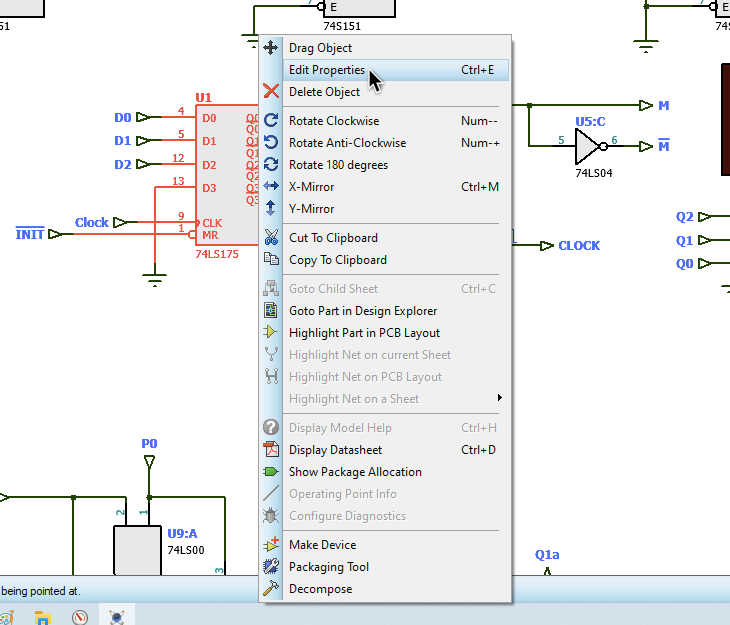 51
E
74S151
7
E
74S
Drag Object
Edit Properties Ctrl+E
Delete Object
Rotate Clockwise Num--
Rotate Anti-Clockwise Num-+
Rotate 180 degrees
X-Mirror Ctrl+M
Y-Mirror
Cut To Clipboard
Copy To Clipboard
Goto Child Sheet Ctrl+C
Goto Part in Design Explorer
Highlight Part in PCB Layout
Highlight Net on current Sheet
Highlight Net on PCB Layout
Highlight Net on a Sheet
Display Model Help Ctrl+H
Display Datasheet Ctrl+D
Show Package Allocation
Operating Point Info
Configure Diagnostics
Make Device
Packaging Tool
Decompose
U1
D0 4 D0 Q0
Q0
D1 5 D1 Q1
Q1
D2 12 D2 Q2
Q2
13 D3 Q3
Q3
Clock 9 CLK
INIT 1 MR
74LS175
M
U5:C
5 6 M
74LS04
Q2
Q1
Q0
CLOCK
P0
2 1
U9:A
74LS00
3
Q1a
being pointed at.